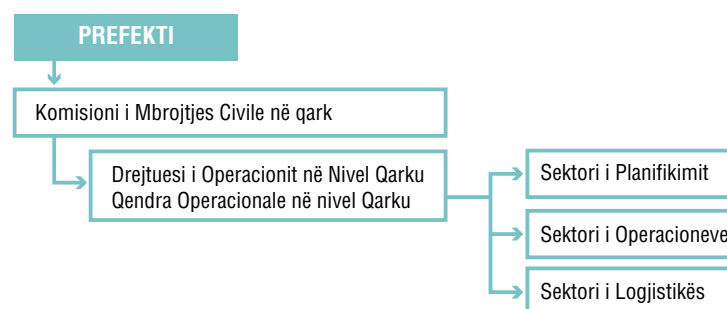 PREFEKTI
Komisioni i Mbrojtjes Civile në qark
Drejtuesi i Operacionit në Nivel Qarku
Qendra Operacionale në nivel Qarku
Sektori i Planifikimit
Sektori i Operacioneve
Sektori i Logjistikës